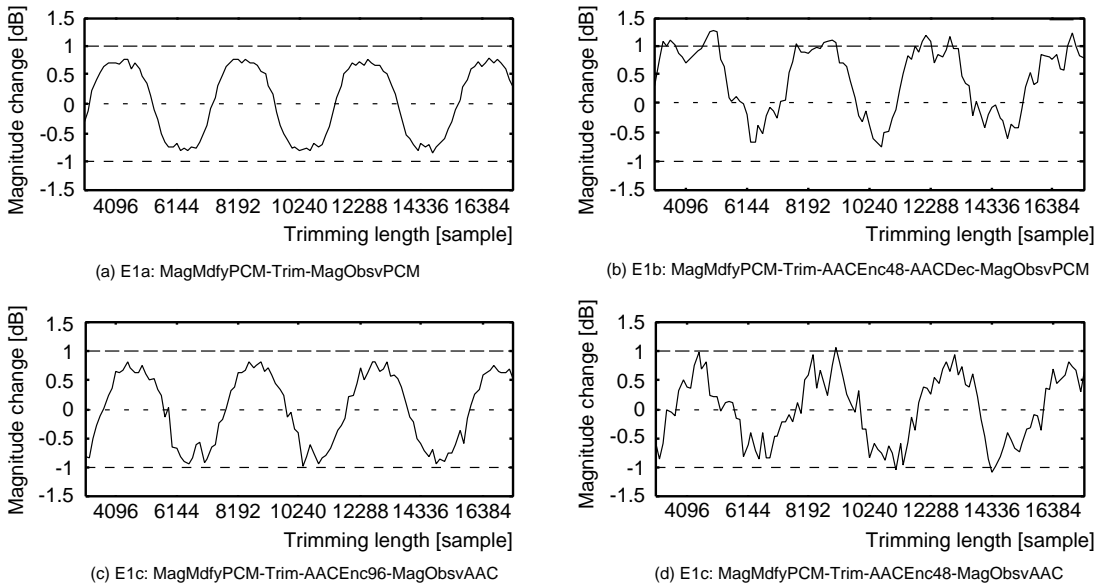 Magnitude change [dB]
1.5
1
0.5
0
-0.5
-1
-1.5
4096 6144 8192 10240 12288 14336 16384
Trimming length [sample]
(a) E1a: MagMdfyPCM-Trim-MagObsvPCM
Magnitude change [dB]
1.5
1
0.5
0
-0.5
-1
-1.5
4096 6144 8192 10240 12288 14336 16384
Trimming length [sample]
(b) E1b: MagMdfyPCM-Trim-AACEnc48-AACDec-MagObsvPCM
Magnitude change [dB]
1.5
1
0.5
0
-0.5
-1
-1.5
4096 6144 8192 10240 12288 14336 16384
Trimming length [sample]
(c) E1c: MagMdfyPCM-Trim-AACEnc96-MagObsvAAC
Magnitude change [dB]
1.5
1
0.5
0
-0.5
-1
-1.5
4096 6144 8192 10240 12288 14336 16384
Trimming length [sample]
(d) E1c: MagMdfyPCM-Trim-AACEnc48-MagObsvAAC